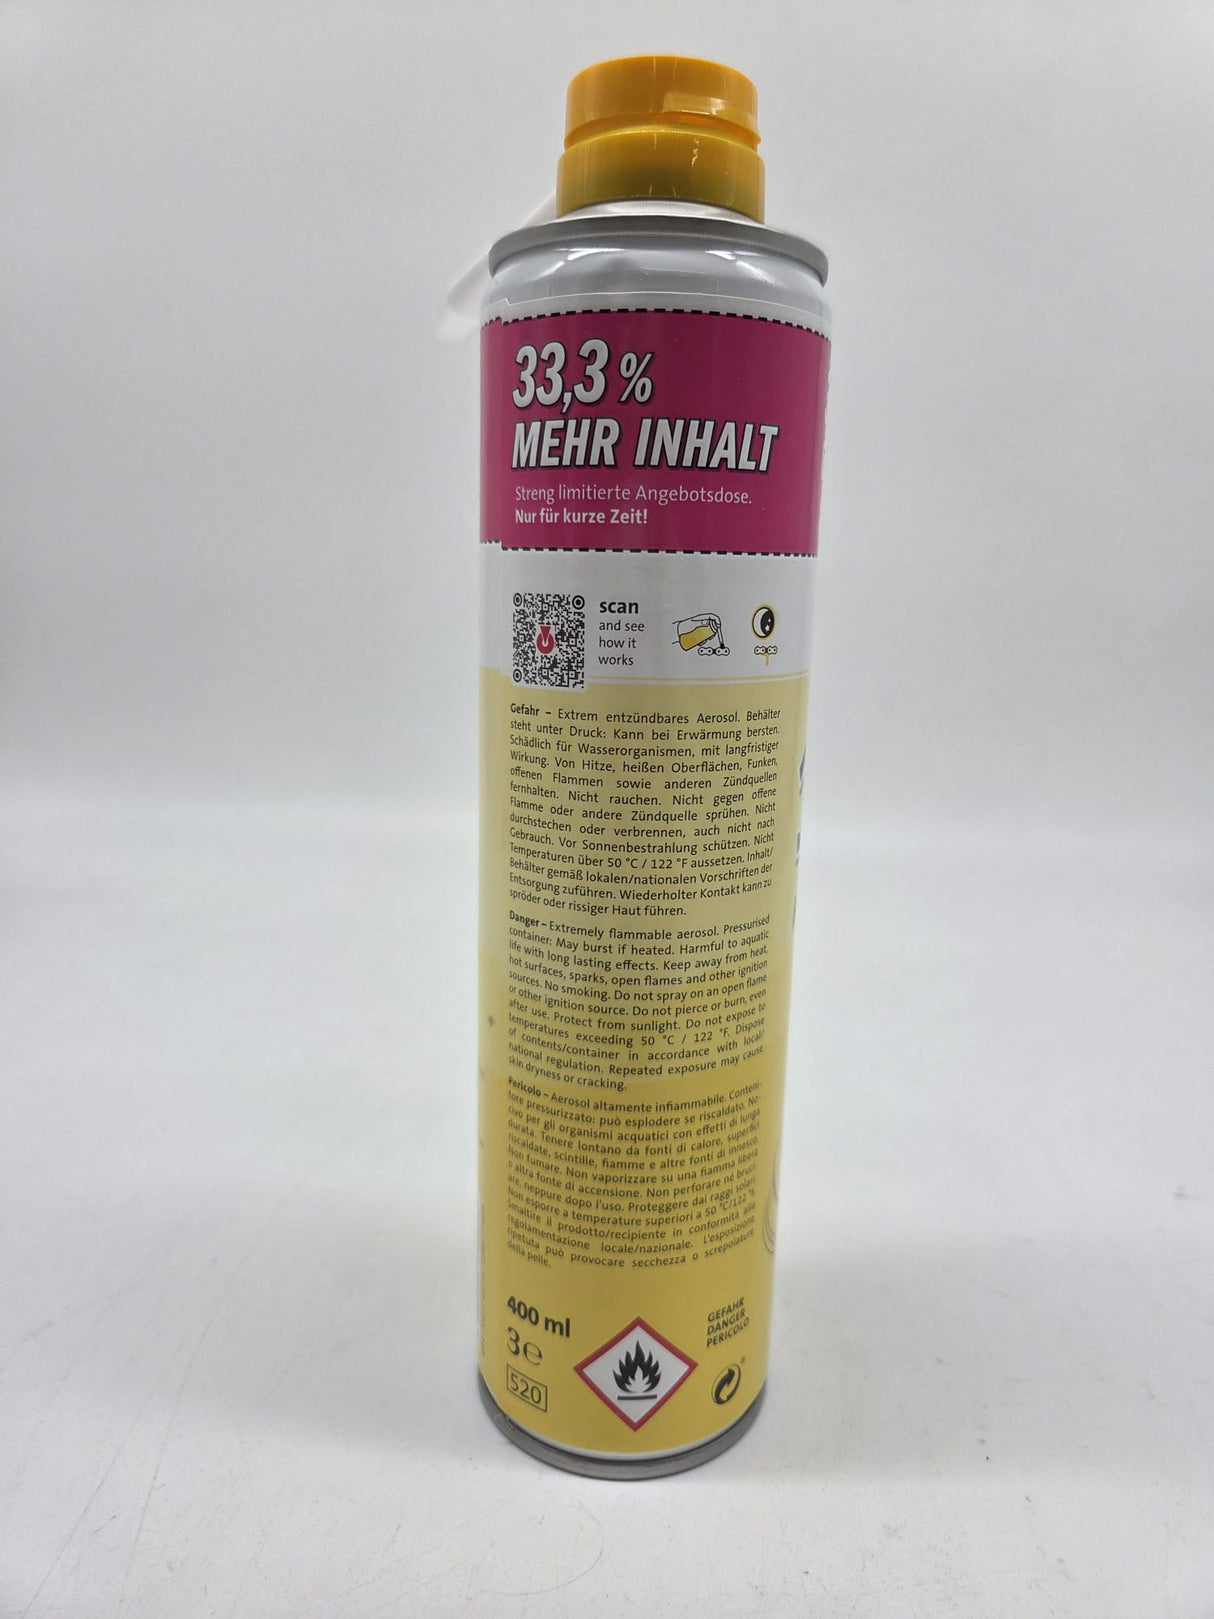 33,3 %
MEHR INHALT
Streng limitierte Angebotsdose.
Nur für kurze Zeit!
scan
and see
how it
works
Gefahr – Extrem entzündbares Aerosol. Behälter
steht unter Druck: Kann bei Erwärmung bersten.
Schädlich für Wasserorganismen, mit langfristiger
Wirkung. Von Hitze, heißen Oberflächen, Funken,
offenen Flammen sowie anderen Zündquellen
fernhalten. Nicht rauchen. Nicht gegen offene
Flamme oder andere Zündquelle sprühen. Nicht
durchstechen oder verbrennen, auch nicht nach
Gebrauch. Vor Sonnenbestrahlung schützen. Nicht
Temperaturen über 50 °C / 122 °F aussetzen. Inhalt/
Behälter gemäß lokalen/nationalen Vorschriften der
Entsorgung zuführen. Wiederholter Kontakt kann zu
spröder oder rissiger Haut führen.
Danger – Extremely flammable aerosol. Pressurised
container: May burst if heated. Harmful to aquatic
life with long lasting effects. Keep away from heat,
hot surfaces, sparks, open flames and other ignition
sources. No smoking. Do not spray on an open flame
or other ignition source. Do not pierce or burn, even
after use. Protect from sunlight. Do not expose to
temperatures exceeding 50 °C / 122 °F. Dispose
of contents/container in accordance with local/
national regulation. Repeated exposure may cause
skin dryness or cracking.
Pericolo – Aerosol altamente infiammabile. Conteni-
tore pressurizzato: può esplodere se riscaldato. No-
civo per gli organismi acquatici con effetti di lunga
durata. Tenere lontano da fonti di calore, superfici
riscaldate, scintille, fiamme e altre fonti di innesco.
Non fumare. Non vaporizzare su una fiamma libera
o altra fonte di accensione. Non perforare né bruci-
are, neppure dopo l'uso. Proteggere dai raggi solari.
Non esporre a temperature superiori a 50 °C/122 °F.
Smaltire il prodotto/recipiente in conformità alla
regolamentazione locale/nazionale. L'esposizione
ripetuta può provocare secchezza o screpolature
della pelle.
400 ml
3e
520
GEFAHR
DANGER
PERICOLO